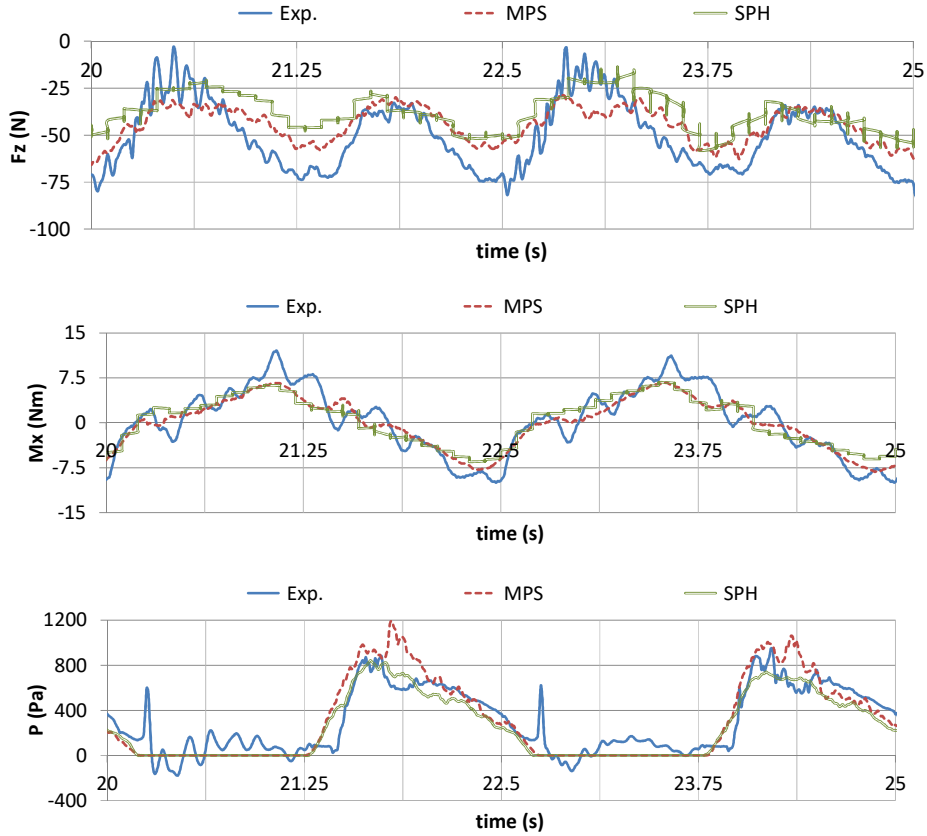 Exp. MPS SPH
0
20 21.25 22.5 23.75 25
-25
-50
-75
-100
Fz (N)
time (s)
Exp. MPS SPH
15
7.5
0
20 21.25 22.5 23.75 25
-7.5
-15
Mx (Nm)
time (s)
Exp. MPS SPH
1200
800
400
0
20 21.25 22.5 23.75 25
-400
P (Pa)
time (s)